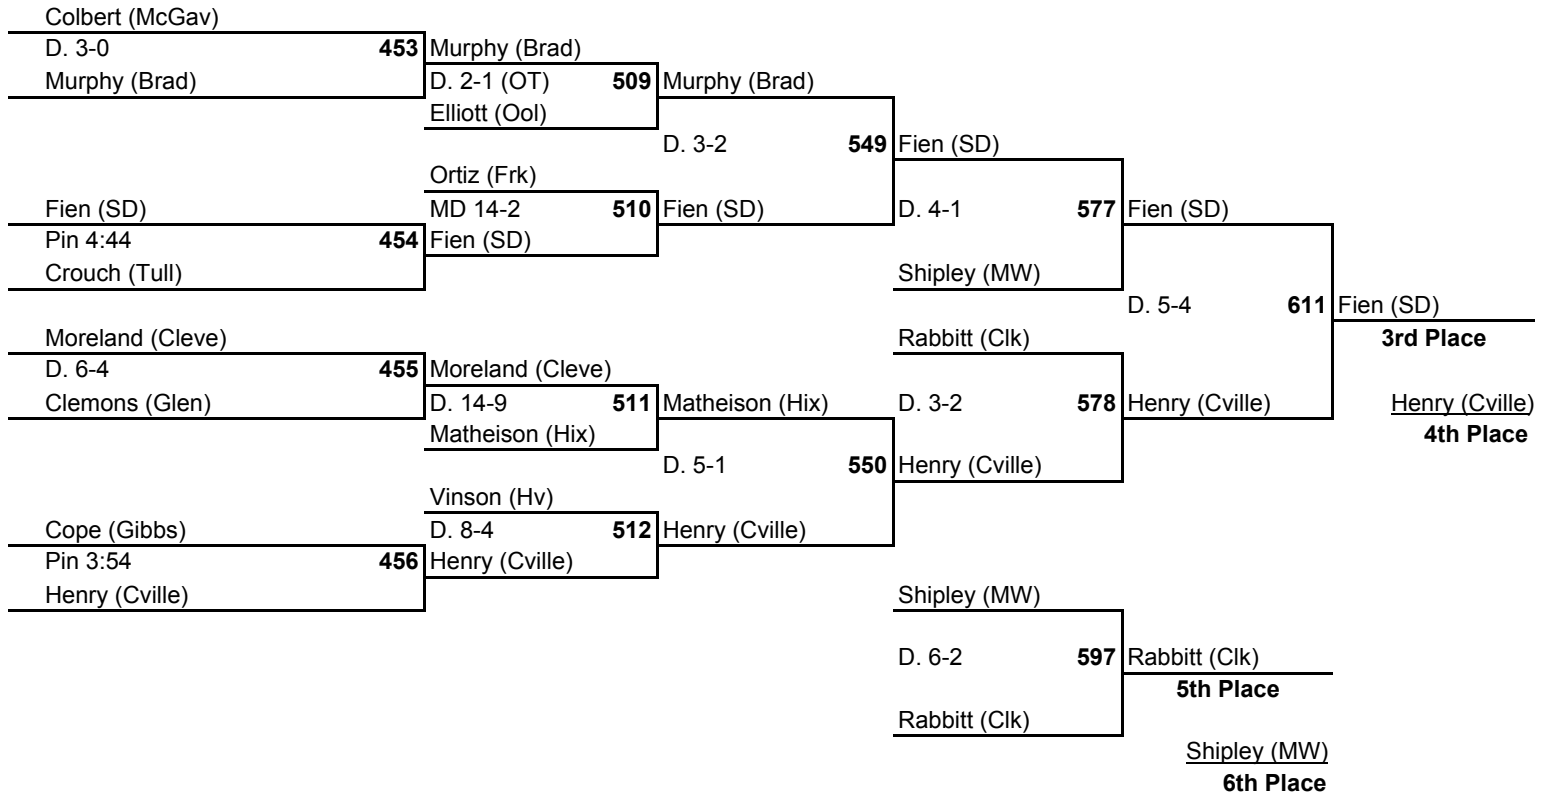 Colbert (McGav)
D. 3-0 453 Murphy (Brad)
Murphy (Brad) D. 2-1 (OT) 509 Murphy (Brad)
Elliott (Ool)
D. 3-2 549 Fien (SD)
Ortiz (Frk)
Fien (SD) MD 14-2 510 Fien (SD) D. 4-1 577 Fien (SD)
Pin 4:44 454 Fien (SD)
Crouch (Tull) Shipley (MW)
D. 5-4 611 Fien (SD)
Moreland (Cleve) Rabbitt (Clk) 3rd Place
D. 6-4 455 Moreland (Cleve)
Clemons (Glen) D. 14-9 511 Matheison (Hix) D. 3-2 578 Henry (Cville) Henry (Cville)
Matheison (Hix) 4th Place
D. 5-1 550 Henry (Cville)
Vinson (Hv)
Cope (Gibbs) D. 8-4 512 Henry (Cville)
Pin 3:54 456 Henry (Cville)
Henry (Cville) Shipley (MW)
D. 6-2 597 Rabbitt (Clk)
5th Place
Rabbitt (Clk)
Shipley (MW)
6th Place